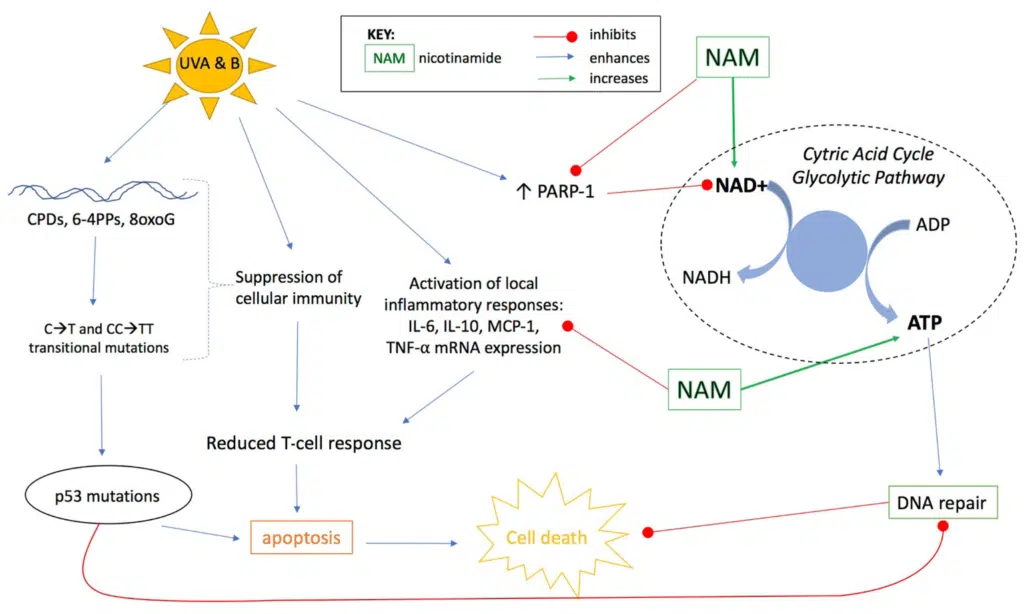 UVA & B
KEY:
NAM nicotinamide
inhibits
enhances
increases
NAM
Cytric Acid Cycle
Glycolytic Pathway
↑ PARP-1
NAD+
ADP
NADH
ATP
CPDs, 6-4PPs, 8oxoG
Suppression of
cellular immunity
Activation of local
inflammatory responses:
IL-6, IL-10, MCP-1,
TNF-α mRNA expression
C→T and CC→TT
transitional mutations
NAM
Reduced T-cell response
p53 mutations
apoptosis
Cell death
DNA repair